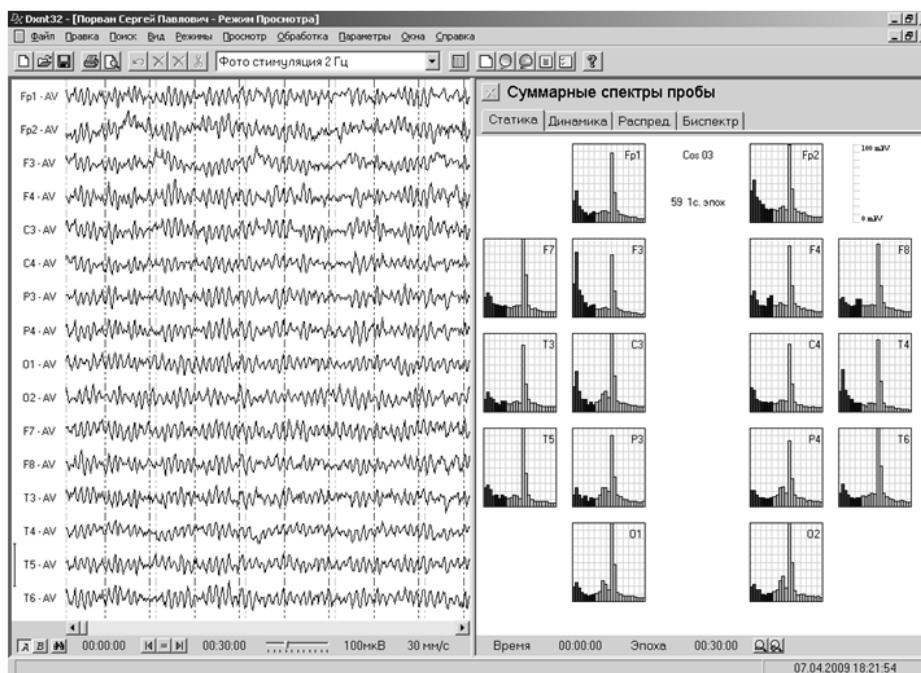 Dxnt32 - [Порван Сергей Павлович - Режим Просмотра]
Файл Правка Поиск Вид Режимы Просмотр Обработка Параметры Окна Справка
Фото стимуляция 2 Гц
Fp1 - AV
Fp2 - AV
F3 - AV
F4 - AV
C3 - AV
C4 - AV
P3 - AV
P4 - AV
O1 - AV
O2 - AV
F7 - AV
F8 - AV
T3 - AV
T4 - AV
T5 - AV
T6 - AV
A B 00:00:00 00:30:00 100мкВ 30 мм/с
Суммарные спектры пробы
Статика Динамика Распред. Биспектр
Fp1 Cos 03 Fp2 100 mkV
59 1с. эпох
0 mkV
F7 F3 F4 F8
T3 C3 C4 T4
T5 P3 P4 T6
O1 O2
Время 00:00:00 Эпоха 00:30:00
07.04.2009 18:21:54